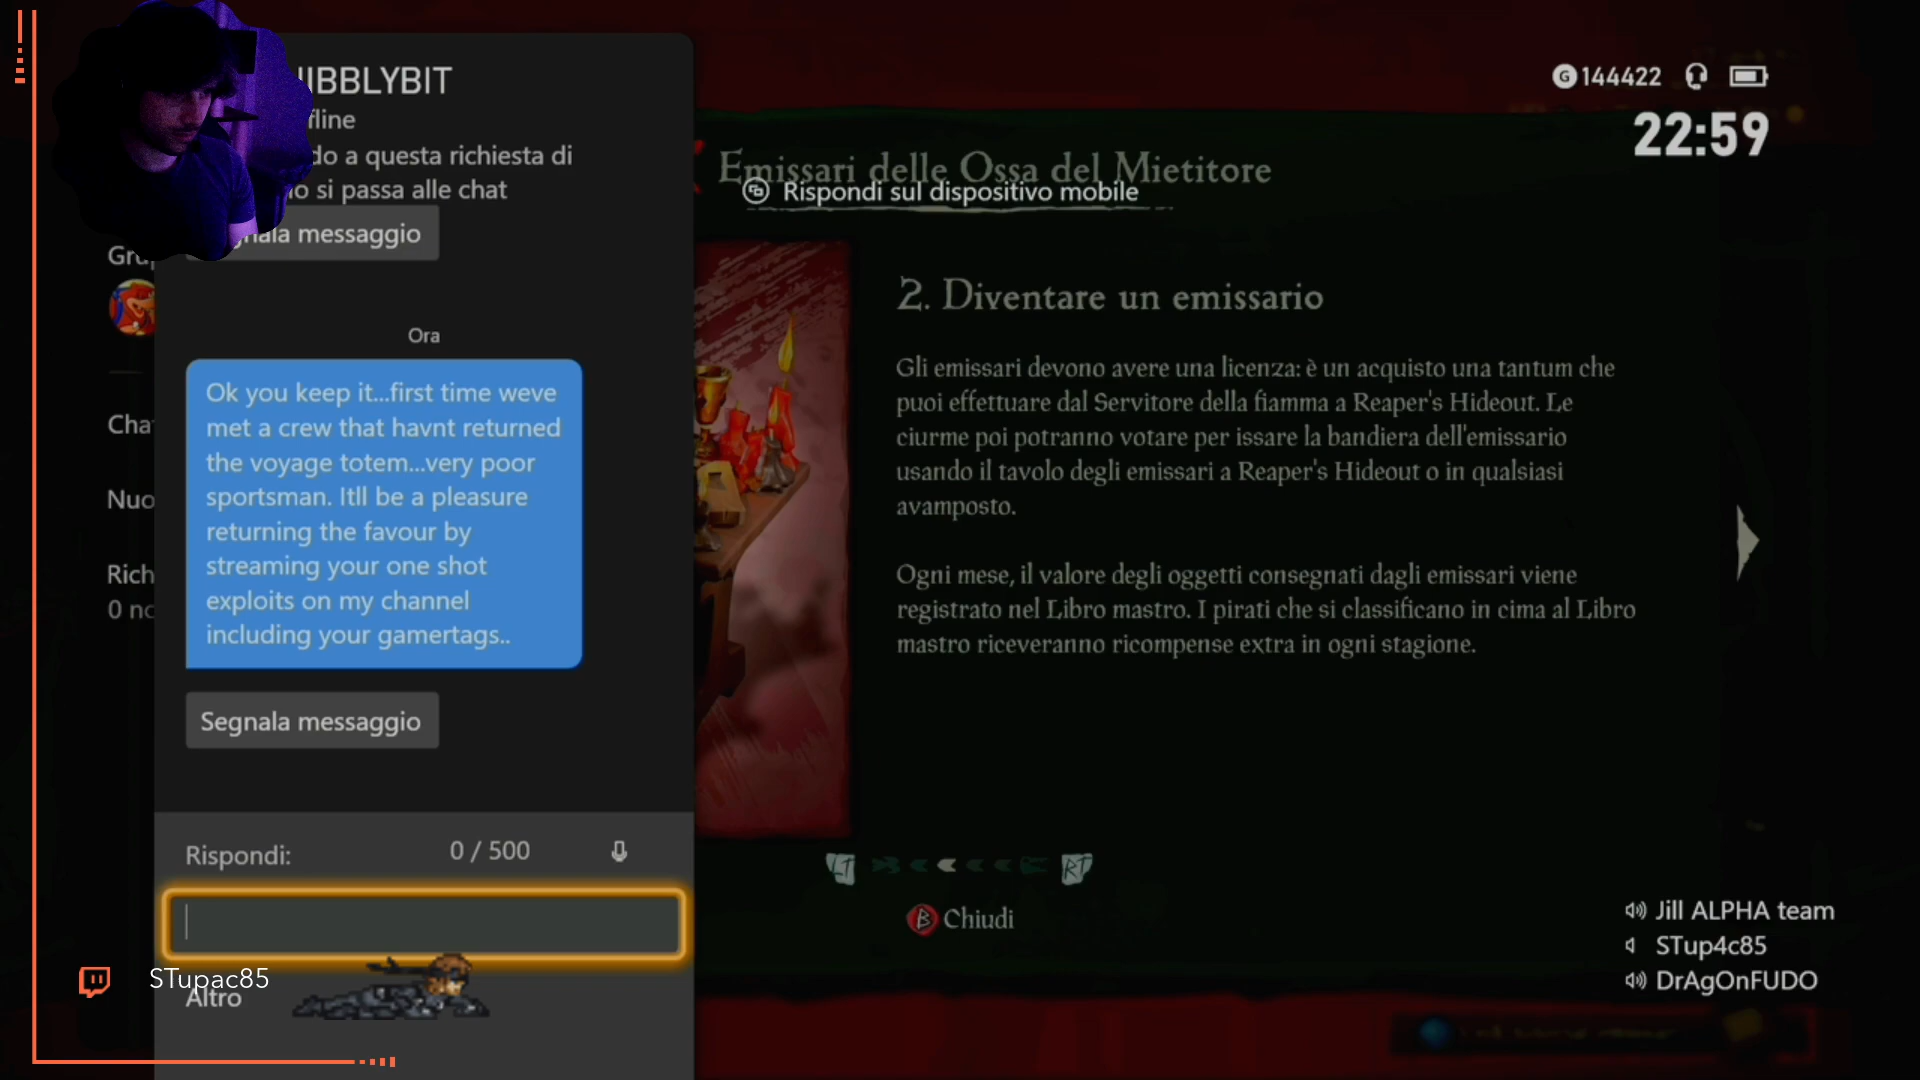 IBBLYBIT
fline
do a questa richiesta di
o si passa alle chat
nala messaggio
Ora
Ok you keep it...first time weve
met a crew that havnt returned
the voyage totem...very poor
sportsman. Itll be a pleasure
returning the favour by
streaming your one shot
exploits on my channel
including your gamertags..
Segnala messaggio
Rispondi:
0 / 500
STupac85
Altro
Gru
Cha
Nuo
Rich
0 no
G 144422
22:59
Emissari delle Ossa del Mietitore
Rispondi sul dispositivo mobile
2. Diventare un emissario
Gli emissari devono avere una licenza: è un acquisto una tantum che
puoi effettuare dal Servitore della fiamma a Reaper's Hideout. Le
ciurme poi potranno votare per issare la bandiera dell'emissario
usando il tavolo degli emissari a Reaper's Hideout o in qualsiasi
avamposto.
Ogni mese, il valore degli oggetti consegnati dagli emissari viene
registrato nel Libro mastro. I pirati che si classificano in cima al Libro
mastro riceveranno ricompense extra in ogni stagione.
LT
RT
B Chiudi
Jill ALPHA team
STup4c85
DrAgOnFUDO